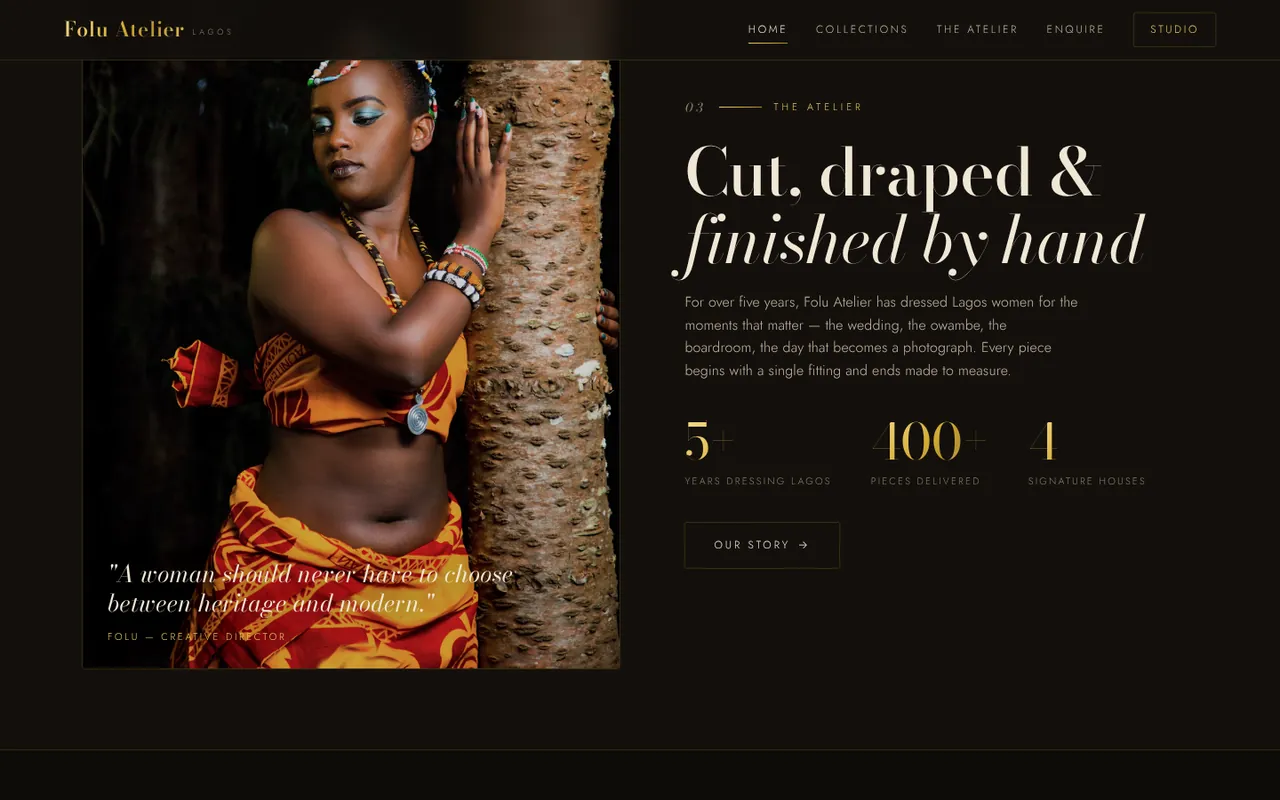 Folu Atelier LAGOS
HOME COLLECTIONS THE ATELIER ENQUIRE STUDIO
03 THE ATELIER
Cut, draped &
finished by hand
For over five years, Folu Atelier has dressed Lagos women for the
moments that matter — the wedding, the owambe, the
boardroom, the day that becomes a photograph. Every piece
begins with a single fitting and ends made to measure.
5+ 400+ 4
YEARS DRESSING LAGOS PIECES DELIVERED SIGNATURE HOUSES
OUR STORY →
"A woman should never have to choose
between heritage and modern."
FOLU — CREATIVE DIRECTOR